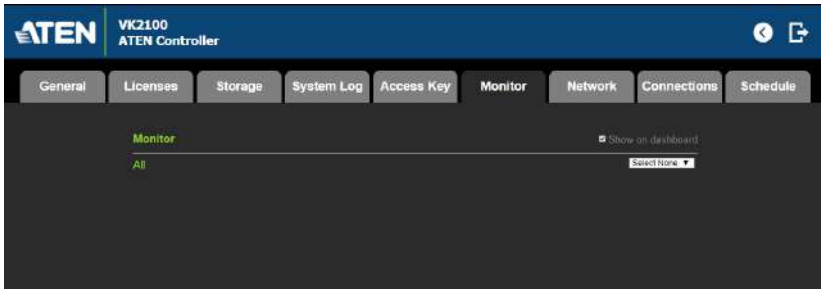 ATEN
VK2100
ATEN Controller
General Licenses Storage System Log Access Key Monitor Network Connections Schedule
Monitor Show on dashboard
All Select None